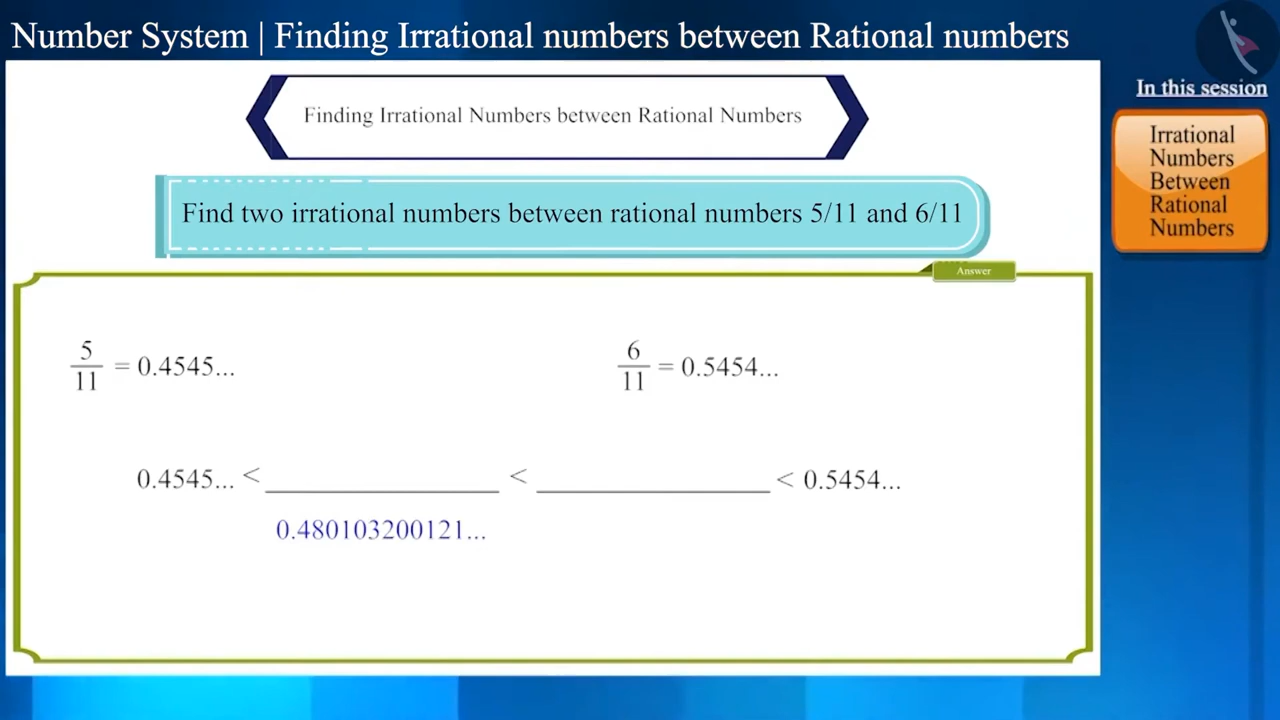 Number System | Finding Irrational numbers between Rational numbers
In this session
Irrational
Numbers
Between
Rational
Numbers
Finding Irrational Numbers between Rational Numbers
Find two irrational numbers between rational numbers 5/11 and 6/11
Answer
5/11 = 0.4545... 6/11 = 0.5454...
0.4545... < __________ < __________ < 0.5454...
0.480103200121...